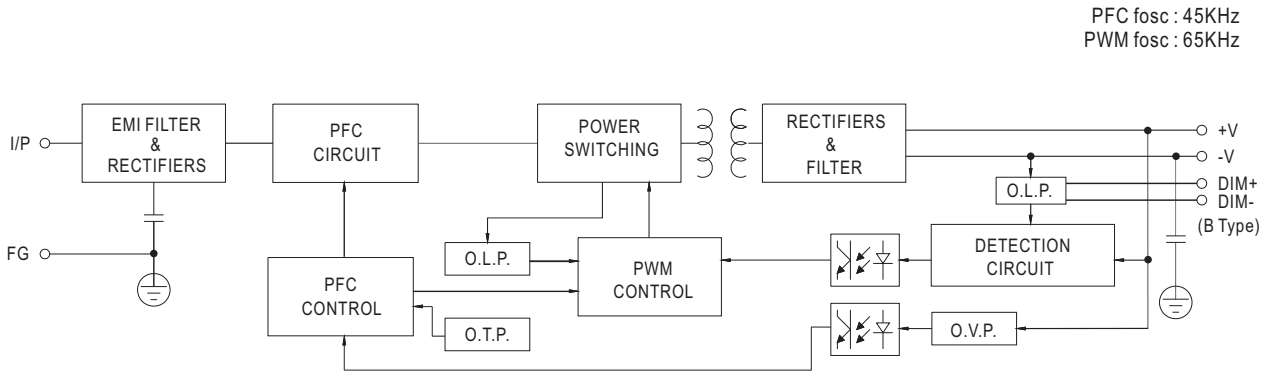 PFC fosc : 45KHz
PWM fosc : 65KHz
I/P
EMI FILTER
&
RECTIFIERS
PFC
CIRCUIT
POWER
SWITCHING
RECTIFIERS
&
FILTER
+V
-V
O.L.P.
DIM+
DIM-
(B Type)
FG
O.L.P.
PFC
CONTROL
PWM
CONTROL
DETECTION
CIRCUIT
O.T.P.
O.V.P.